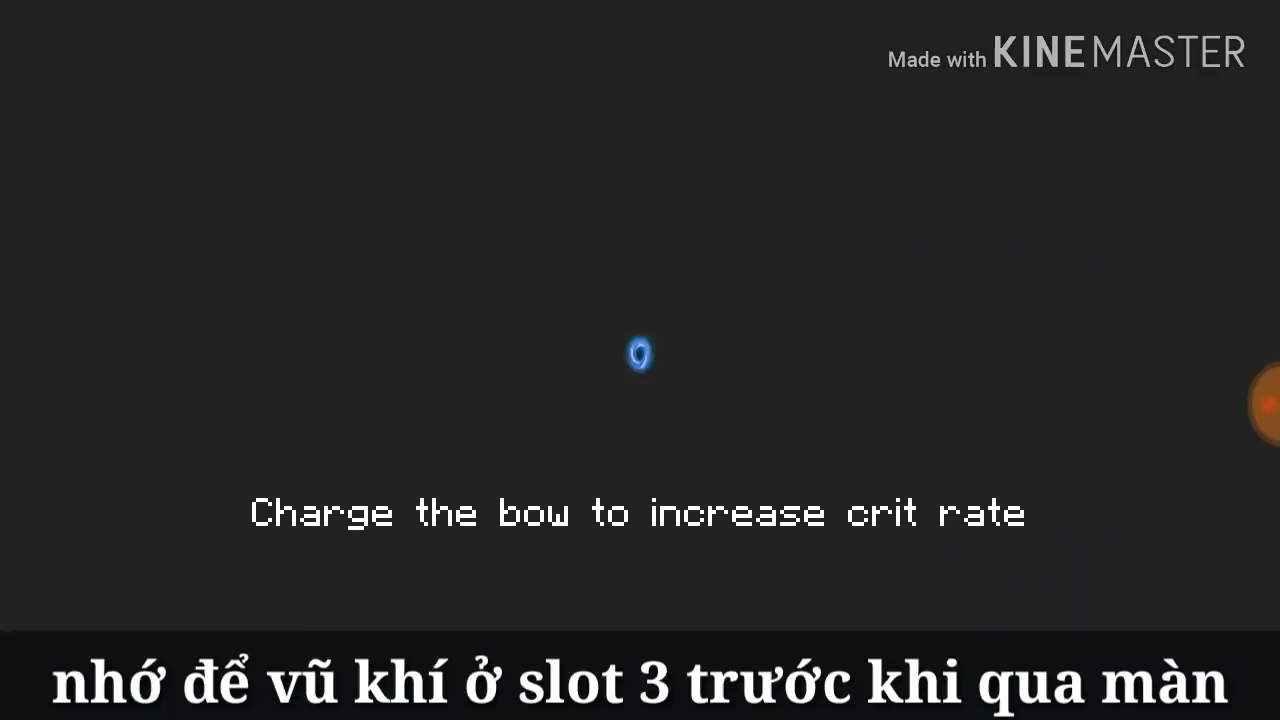 Made with KINEMASTER
Change the bow to increase crit rate
nhớ để vũ khí ở slot 3 trước khi qua màn